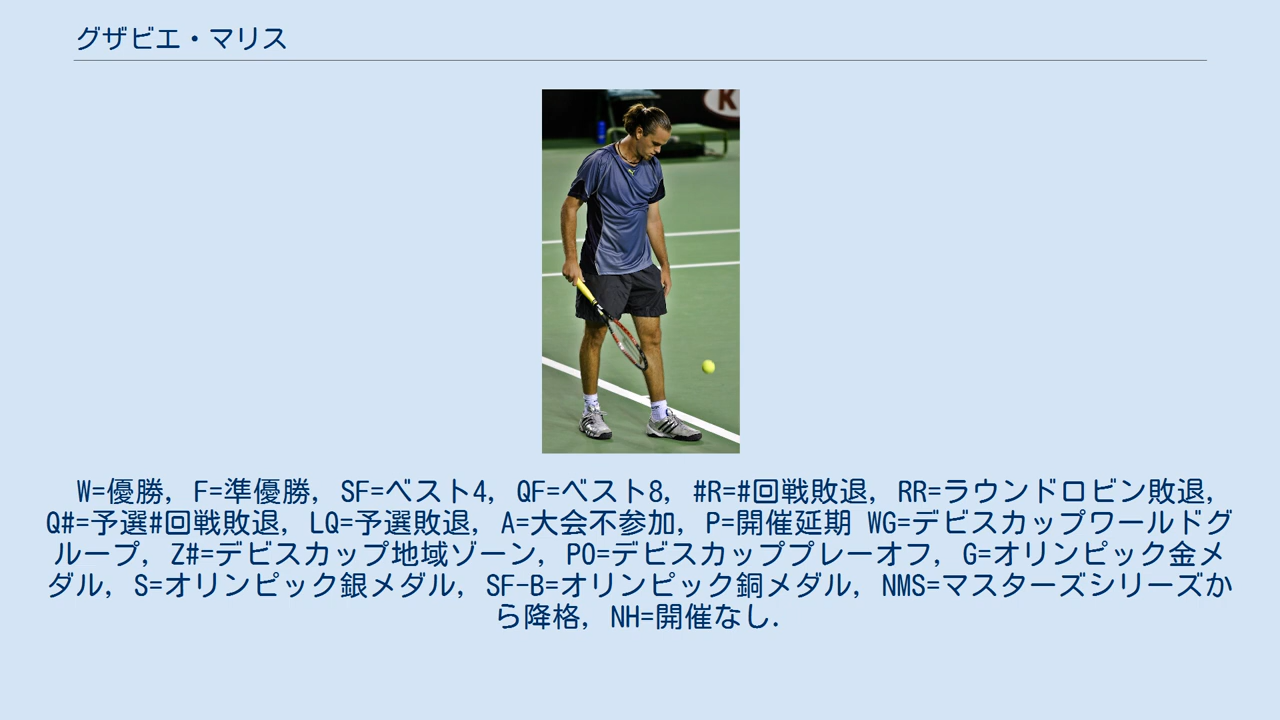 グザビエ・マリス
K
W=優勝, F=準優勝, SF=ベスト4, QF=ベスト8, #R=#回戦敗退, RR=ラウンドロビン敗退,
Q#=予選#回戦敗退, LQ=予選敗退, A=大会不参加, P=開催延期 WG=デビスカップワールドグ
ループ, Z#=デビスカップ地域ゾーン, PO=デビスカッププレーオフ, G=オリンピック金メ
ダル, S=オリンピック銀メダル, SF-B=オリンピック銅メダル, NMS=マスターズシリーズか
ら降格, NH=開催なし.